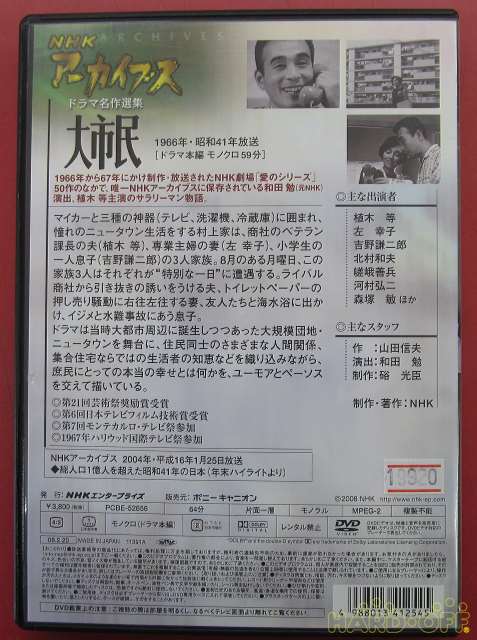 NHK ARCHIVES
アーカイブス
ドラマ名作選集
大市民
1966年・昭和41年放送
[ドラマ本編 モノクロ59分]
1966年から67年にかけ制作・放送されたNHK劇場「愛のシリーズ」
50作のなかで、唯一NHKアーカイブスに保存されている和田 勉(元NHK)
演出、植木 等主演のサラリーマン物語。
マイカーと三種の神器(テレビ、洗濯機、冷蔵庫)に囲まれ、
憧れのニュータウン生活をする村上家は、商社のベテラン
課長の夫(植木 等)、専業主婦の妻(左 幸子)、小学生の
一人息子(吉野謙二郎)の3人家族。8月のある月曜日、この
家族3人はそれぞれが“特別な一日”に遭遇する。ライバル
商社から引き抜きの誘いをうける夫、トイレットペーパーの
押し売り騒動に右往左往する妻、友人たちと海水浴に出か
け、イジメと水難事故にあう息子。
ドラマは当時大都市周辺に誕生しつつあった大規模団地・
ニュータウンを舞台に、住民同士のさまざまな人間関係、
集合住宅ならではの生活者の知恵などを織り込みながら、
庶民にとっての本当の幸せとは何かを、ユーモアとペーソス
を交えて描いている。
◎第21回芸術祭奨励賞受賞
◎第6回日本テレビフィルム技術賞受賞
◎第7回モンテカルロ・テレビ祭参加
◎1967年ハリウッド国際テレビ祭参加
◎主な出演者
植木 等
左 幸子
吉野謙二郎
北村和夫
嵯峨善兵
河村弘二
森塚 敏 ほか
◎主なスタッフ
作:山田信夫
演出:和田 勉
制作:硲 光臣
制作・著作:NHK
NHKアーカイブス 2004年・平成16年1月25日放送
◆総人口1億人を超えた昭和41年の日本(年末ハイライトより)
19920
発行:NHKエンタープライズ 販売元:ポニーキャニオン
©2006 NHK http://www.nhk-ep.com
¥3,800(税抜) PCBE-52656 64分 片面一層 モノラル MPEG-2 複製不能
4:3 モノクロ(ドラマ本編) DOLBY DIGITAL レンタル禁止 DVD VIDEO
MADE IN JAPAN
4 988013 412545
HARD・OFF